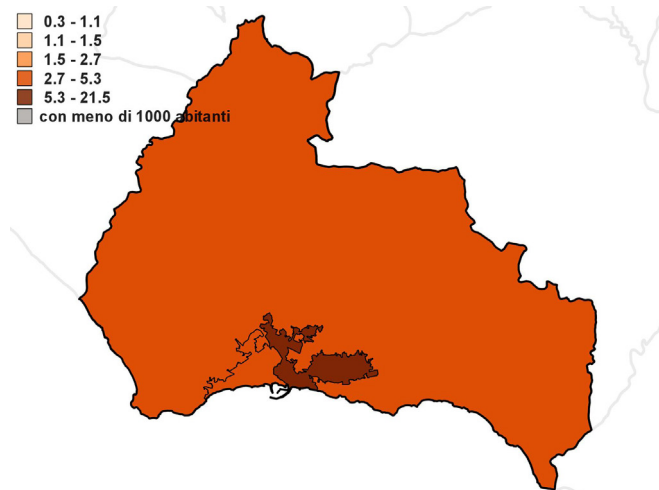 0.3 - 1.1
1.1 - 1.5
1.5 - 2.7
2.7 - 5.3
5.3 - 21.5
con meno di 1000 abitanti